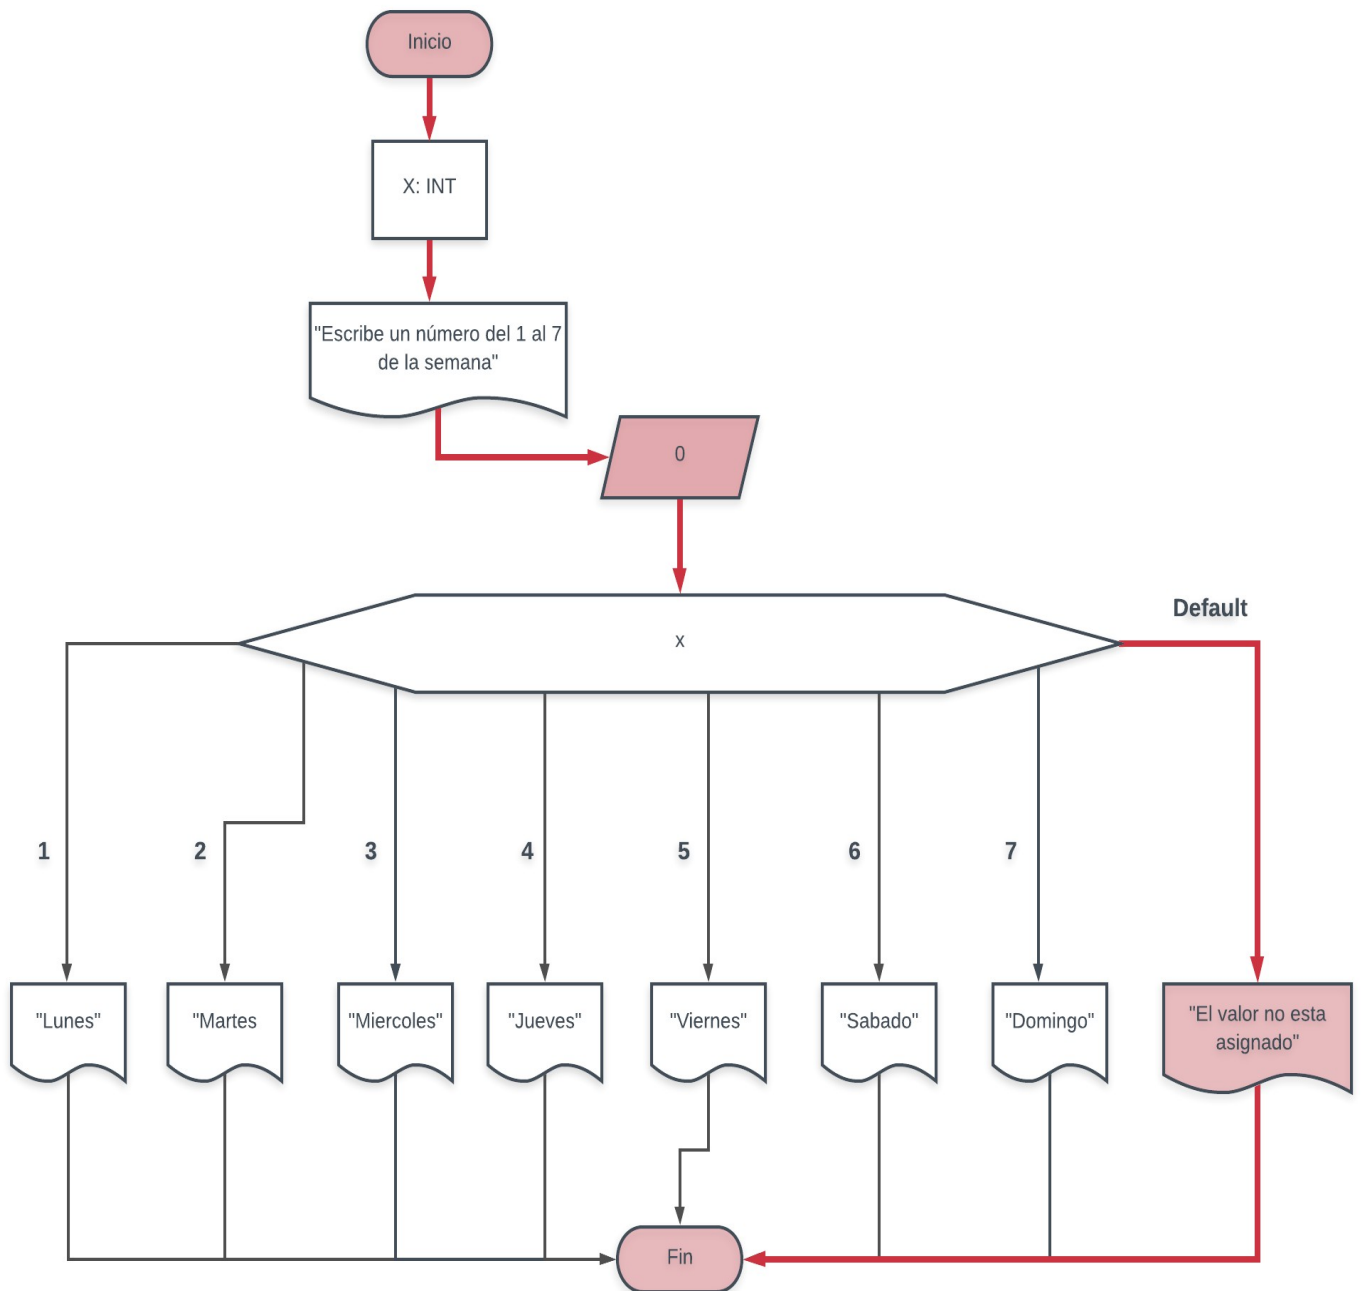 Inicio
X: INT
"Escribe un número del 1 al 7
de la semana"
0
x
Default
1
2
3
4
5
6
7
"Lunes"
"Martes
"Miercoles"
"Jueves"
"Viernes"
"Sabado"
"Domingo"
"El valor no esta
asignado"
Fin